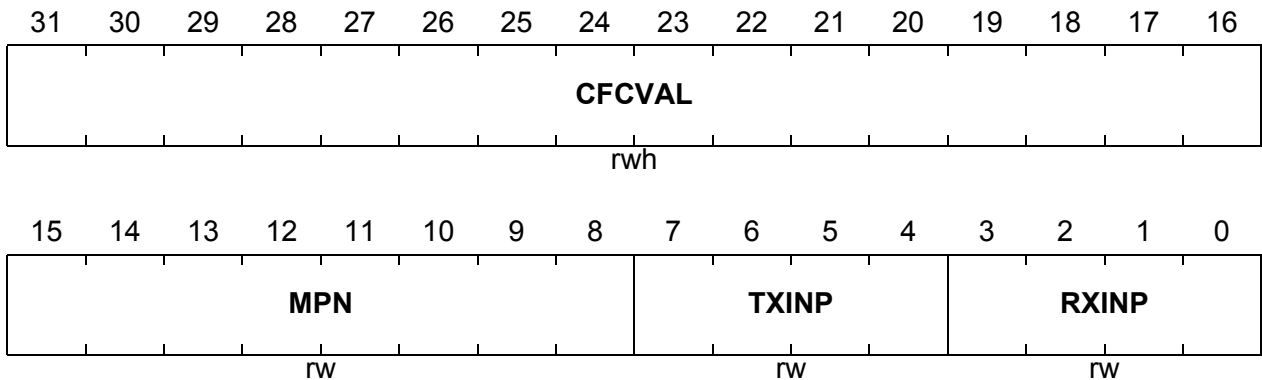 31 30 29 28 27 26 25 24 23 22 21 20 19 18 17 16
CFCVAL
rwh
15 14 13 12 11 10 9 8 7 6 5 4 3 2 1 0
MPN TXINP RXINP
rw rw rw